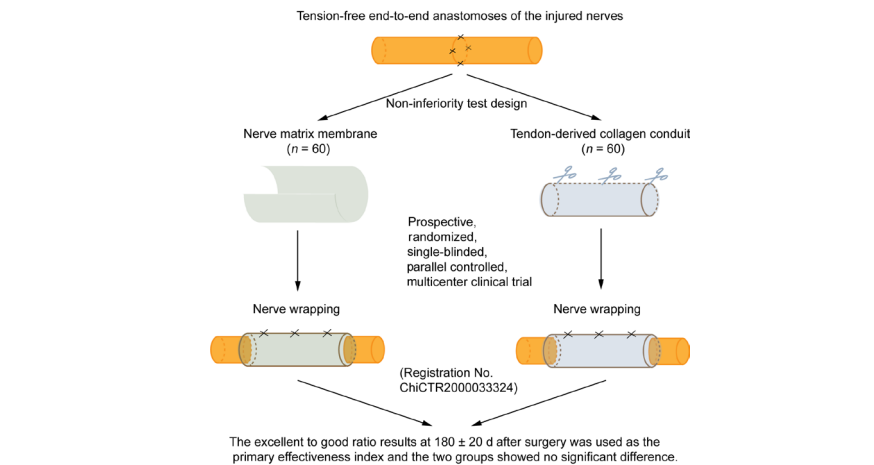 Tension-free end-to-end anastomoses of the injured nerves
Non-inferiority test design
Nerve matrix membrane
(n = 60)
Tendon-derived collagen conduit
(n = 60)
Prospective,
randomized,
single-blinded,
parallel controlled,
multicenter clinical trial
Nerve wrapping
Nerve wrapping
(Registration No.
ChiCTR2000033324)
The excellent to good ratio results at 180 ± 20 d after surgery was used as the
primary effectiveness index and the two groups showed no significant difference.